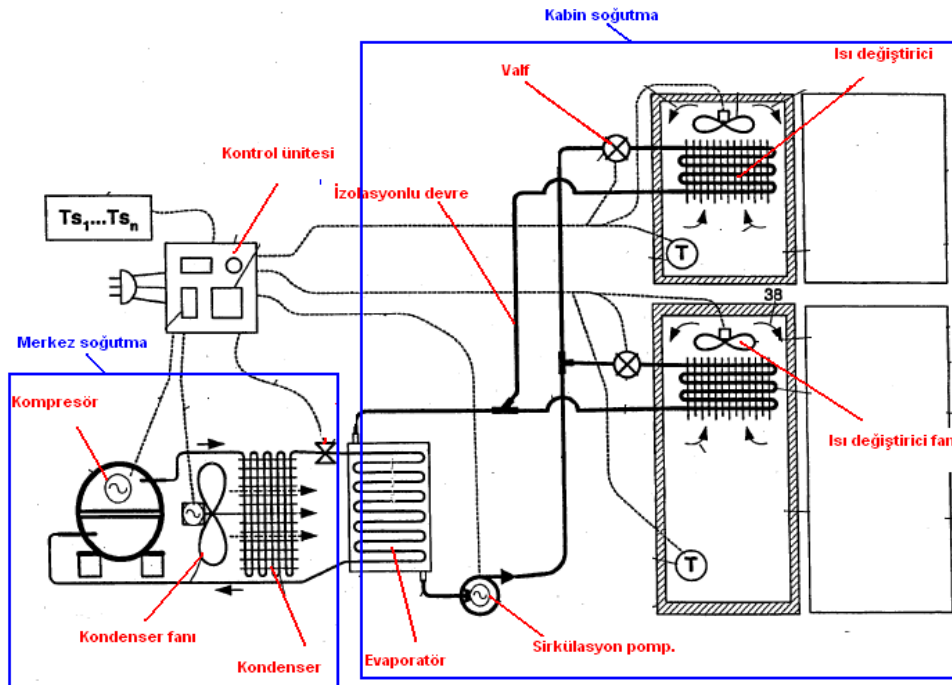 Kabin soğutma
Isı değiştirici
Valf
Kontrol ünitesi
İzolasyonlu devre
Ts1...Tsn
T
38
Merkez soğutma
Kompresör
Isı değiştirici fan
T
Kondenser fanı
Kondenser
Evaporatör
Sirkülasyon pomp.